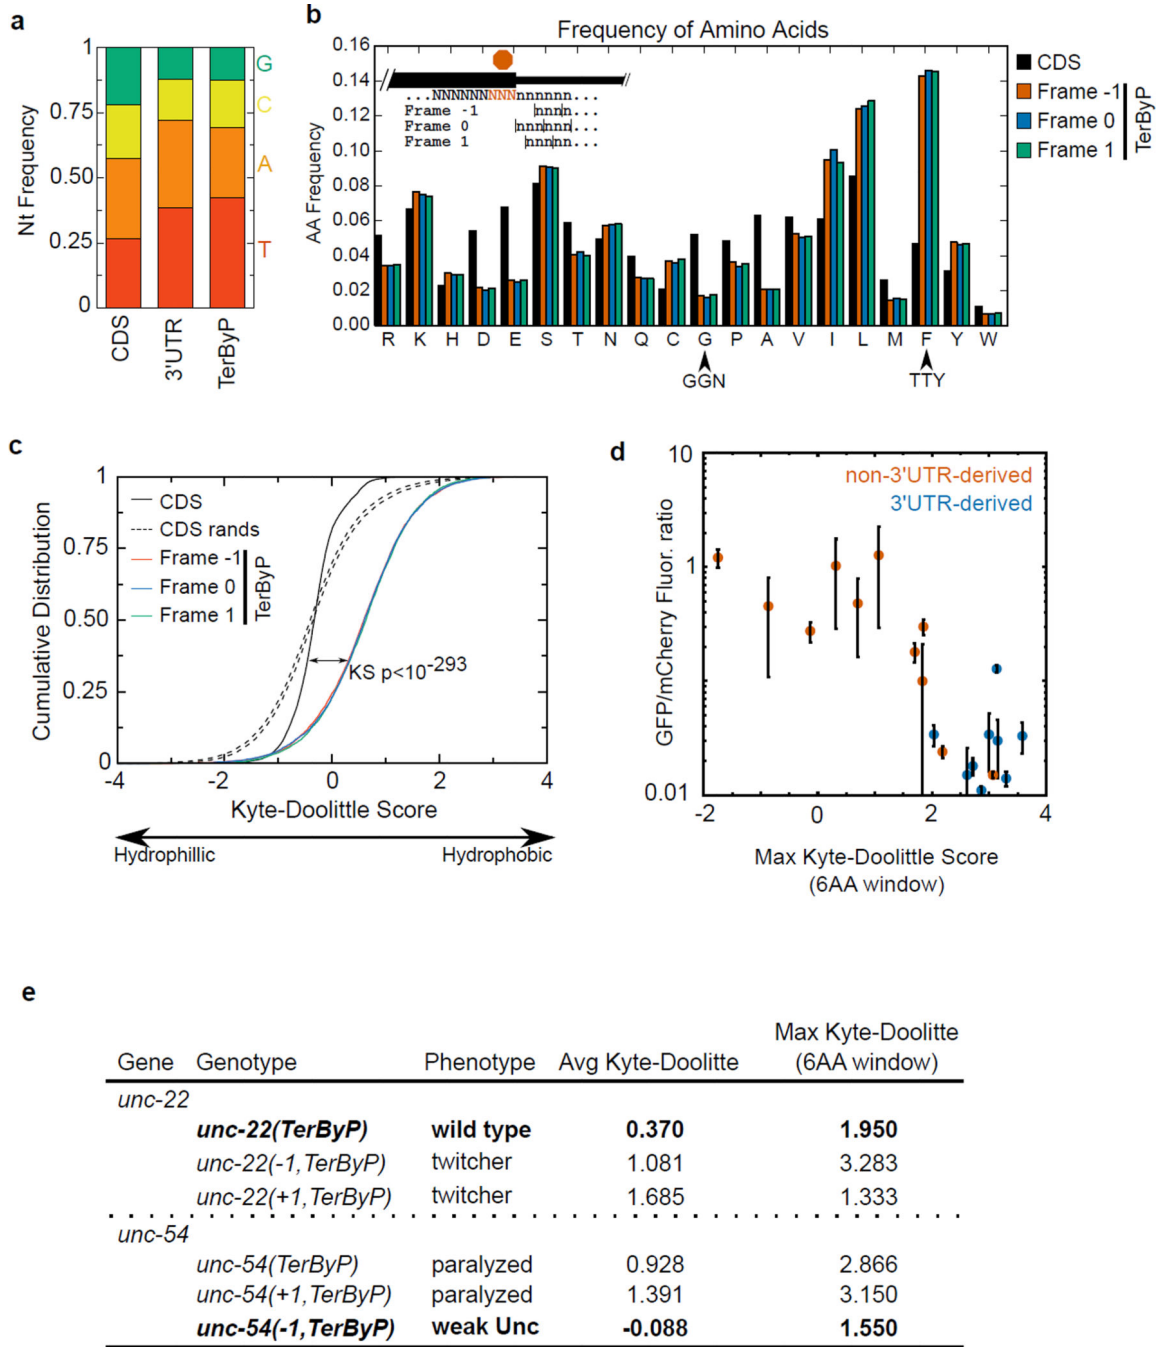 a
1
0.75
0.50
0.25
0
Nt Frequency
G
C
A
T
CDS
3'UTR
TerByP
b
Frequency of Amino Acids
0.16
0.14
0.12
0.10
0.08
0.06
0.04
0.02
0.00
AA Frequency
...NNNNNNNNNnnnnnn...
Frame -1 |nnn|n...
Frame 0 |nnn|nnn|...
Frame 1 |nnn|nn...
R K H D E S T N Q C G P A V I L M F Y W
GGN
TTY
CDS
Frame -1
Frame 0
Frame 1
TerByP
c
1
0.75
0.50
0.25
0
Cumulative Distribution
CDS
CDS rands
Frame -1
Frame 0
Frame 1
TerByP
KS p<10-293
-4 -2 0 2 4
Kyte-Doolittle Score
Hydrophillic Hydrophobic
d
10
1
0.01
GFP/mCherry Fluor. ratio
non-3'UTR-derived
3'UTR-derived
-2 0 2 4
Max Kyte-Doolittle Score
(6AA window)
e
Max Kyte-Doolitte
Gene Genotype Phenotype Avg Kyte-Doolitte (6AA window)
unc-22
unc-22(TerByP) wild type 0.370 1.950
unc-22(-1,TerByP) twitcher 1.081 3.283
unc-22(+1,TerByP) twitcher 1.685 1.333
unc-54
unc-54(TerByP) paralyzed 0.928 2.866
unc-54(+1,TerByP) paralyzed 1.391 3.150
unc-54(-1,TerByP) weak Unc -0.088 1.550